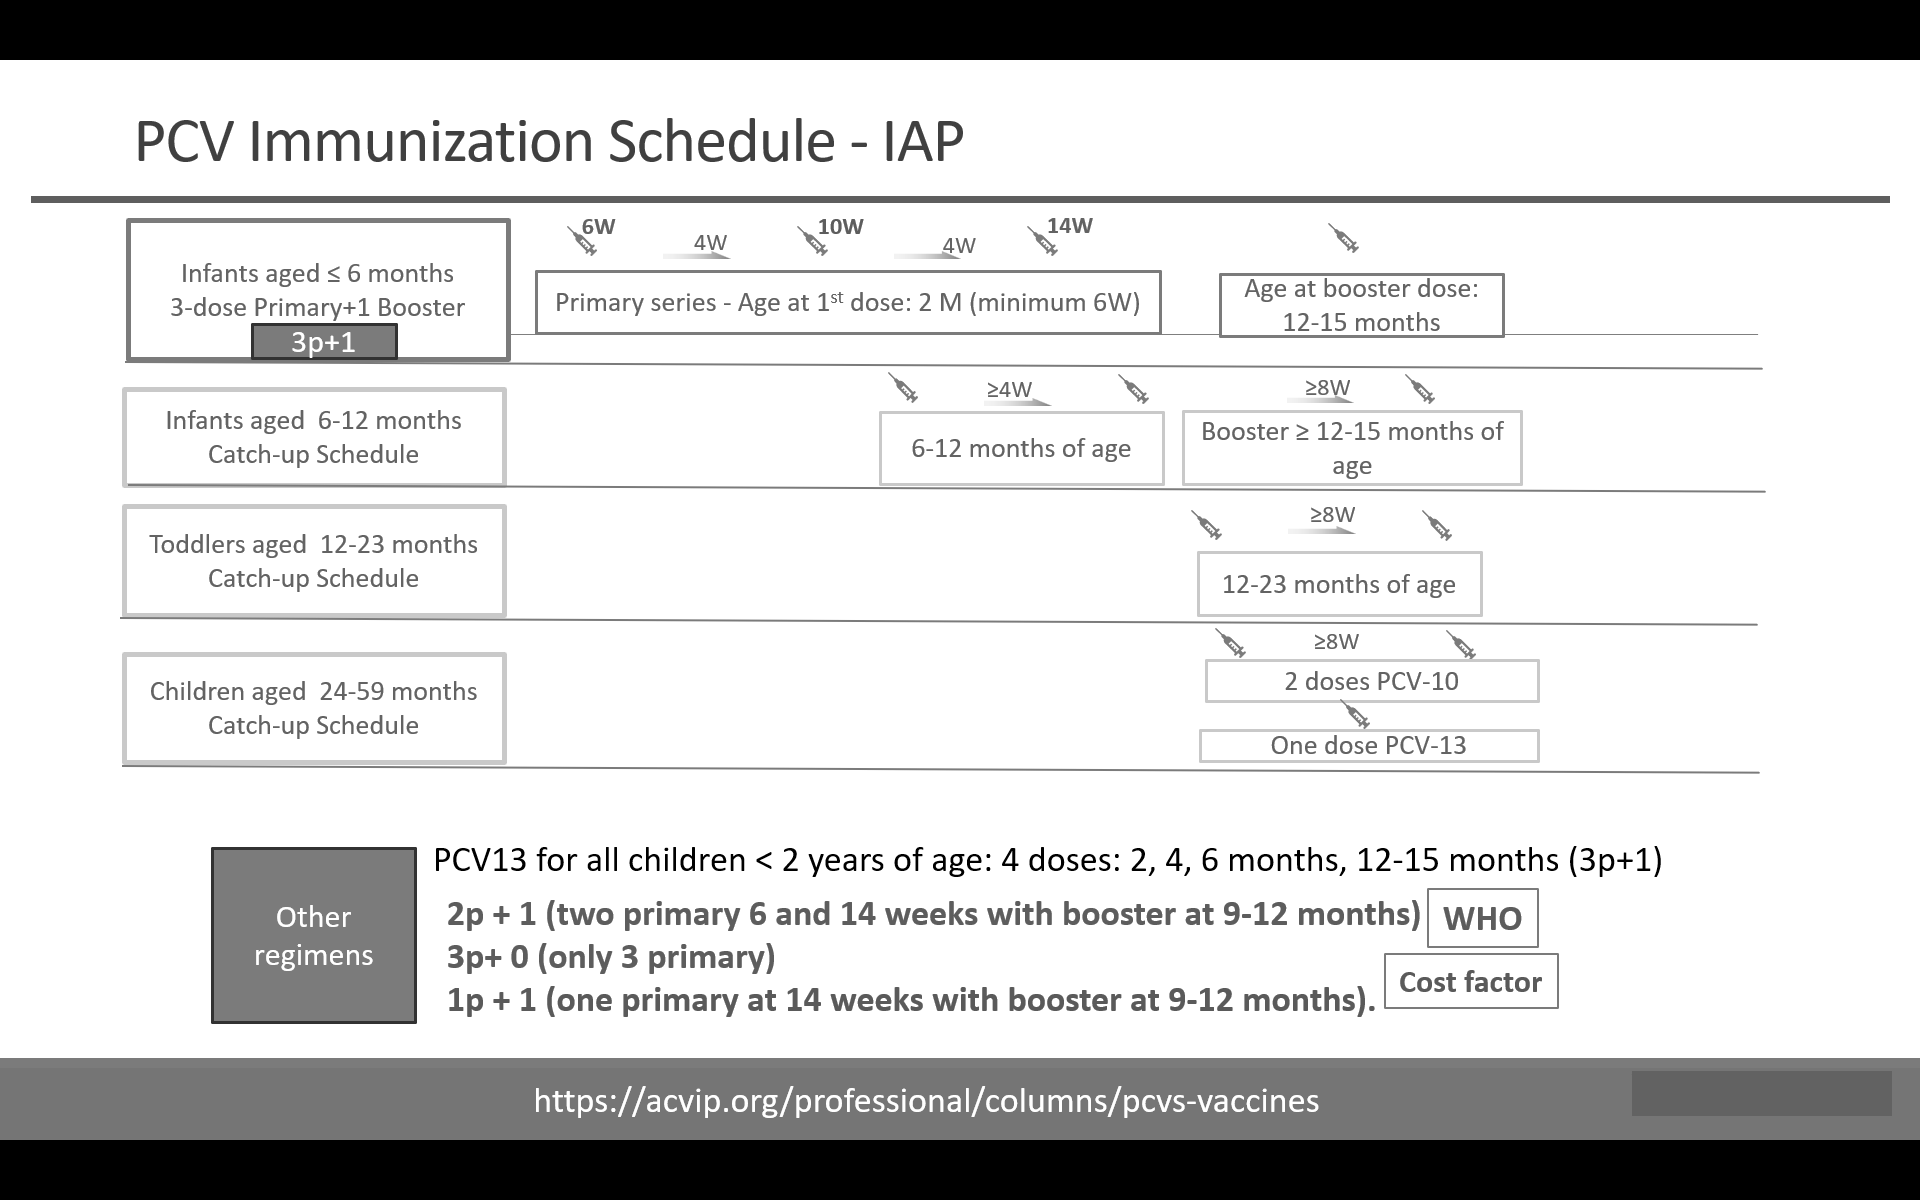 PCV Immunization Schedule - IAP
6W
4W
10W
4W
14W
Infants aged ≤ 6 months
3-dose Primary+1 Booster
3p+1
Primary series - Age at 1st dose: 2 M (minimum 6W)
Age at booster dose:
12-15 months
Infants aged  6-12 months
Catch-up Schedule
≥4W
6-12 months of age
≥8W
Booster ≥ 12-15 months of
age
Toddlers aged  12-23 months
Catch-up Schedule
≥8W
12-23 months of age
Children aged  24-59 months
Catch-up Schedule
≥8W
2 doses PCV-10
One dose PCV-13
Other
regimens
PCV13 for all children < 2 years of age: 4 doses: 2, 4, 6 months, 12-15 months (3p+1)
2p + 1 (two primary 6 and 14 weeks with booster at 9-12 months)
WHO
3p+ 0 (only 3 primary)
1p + 1 (one primary at 14 weeks with booster at 9-12 months).
Cost factor
https://acvip.org/professional/columns/pcvs-vaccines